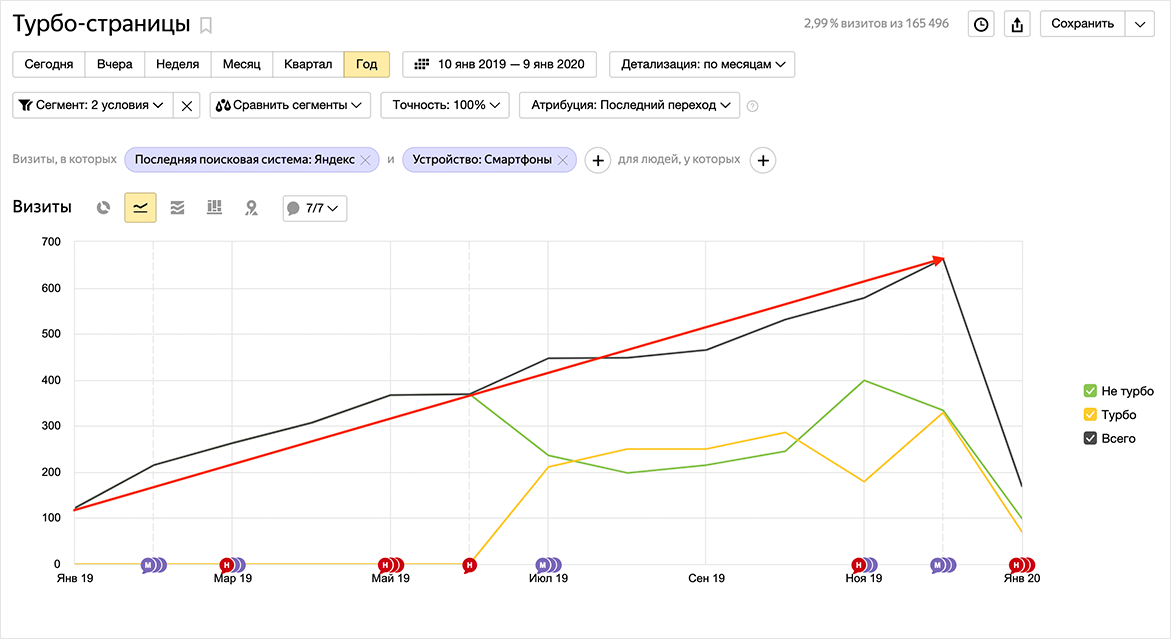 Турбо-страницы
2,99 % визитов из 165 496
Сохранить
Сегодня Вчера Неделя Месяц Квартал Год 10 янв 2019 — 9 янв 2020 Детализация: по месяцам
Сегмент: 2 условия Сравнить сегменты Точность: 100% Атрибуция: Последний переход ?
Визиты, в которых Последняя поисковая система: Яндекс и Устройство: Смартфоны + для людей, у которых +
Визиты 7/7
700
600
500
400
300
200
100
0
М Н Н Н М Н М Н
Янв 19 Мар 19 Май 19 Июл 19 Сен 19 Ноя 19 Янв 20
Не турбо
Турбо
Всего